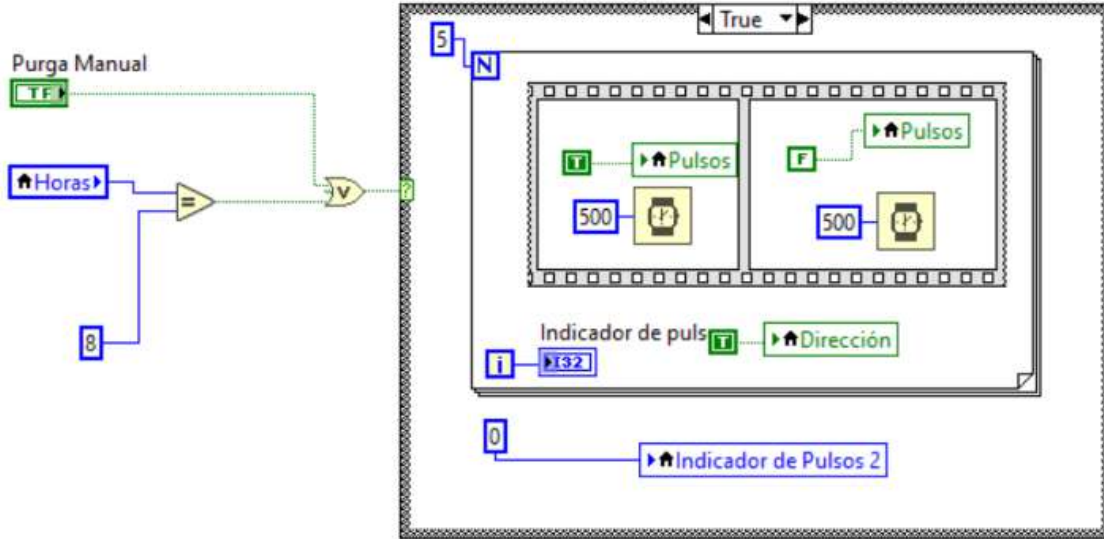 True
5
N
Purga Manual
TF
T
Pulsos
F
Pulsos
Horas
=
V
?
500
500
8
Indicador de puls
T
Dirección
i
I32
0
Indicador de Pulsos 2